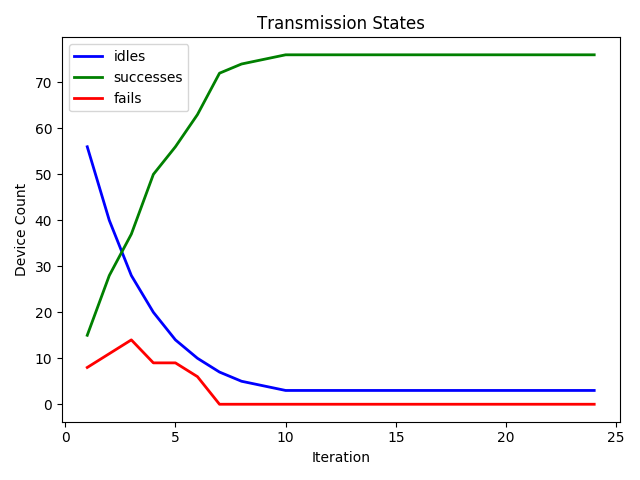 Transmission States
idles
successes
fails
Device Count
70
60
50
40
30
20
10
0
0 5 10 15 20 25
Iteration